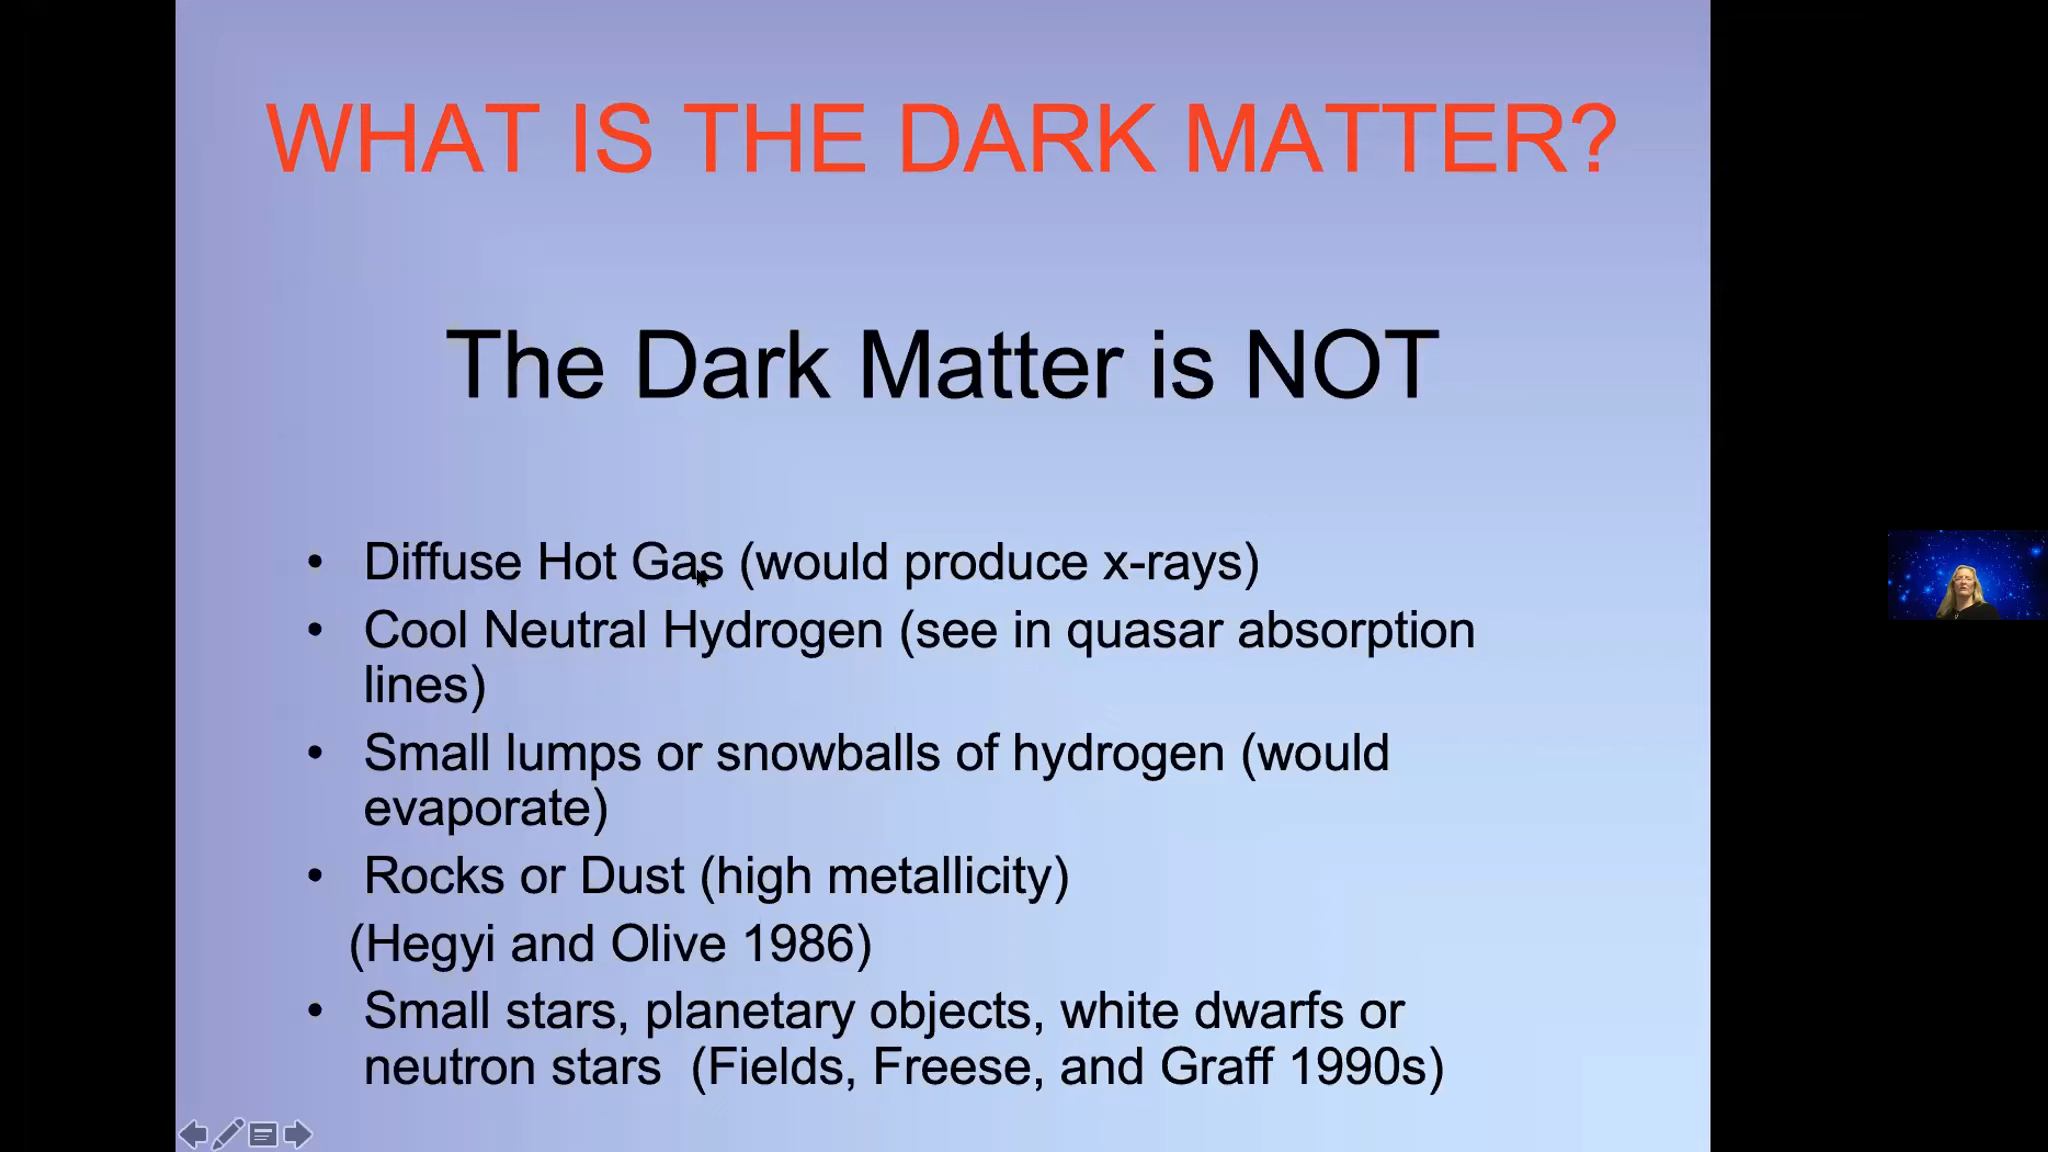 WHAT IS THE DARK MATTER?
The Dark Matter is NOT
• Diffuse Hot Gas (would produce x-rays)
• Cool Neutral Hydrogen (see in quasar absorption
lines)
• Small lumps or snowballs of hydrogen (would
evaporate)
• Rocks or Dust (high metallicity)
(Hegyi and Olive 1986)
• Small stars, planetary objects, white dwarfs or
neutron stars (Fields, Freese, and Graff 1990s)